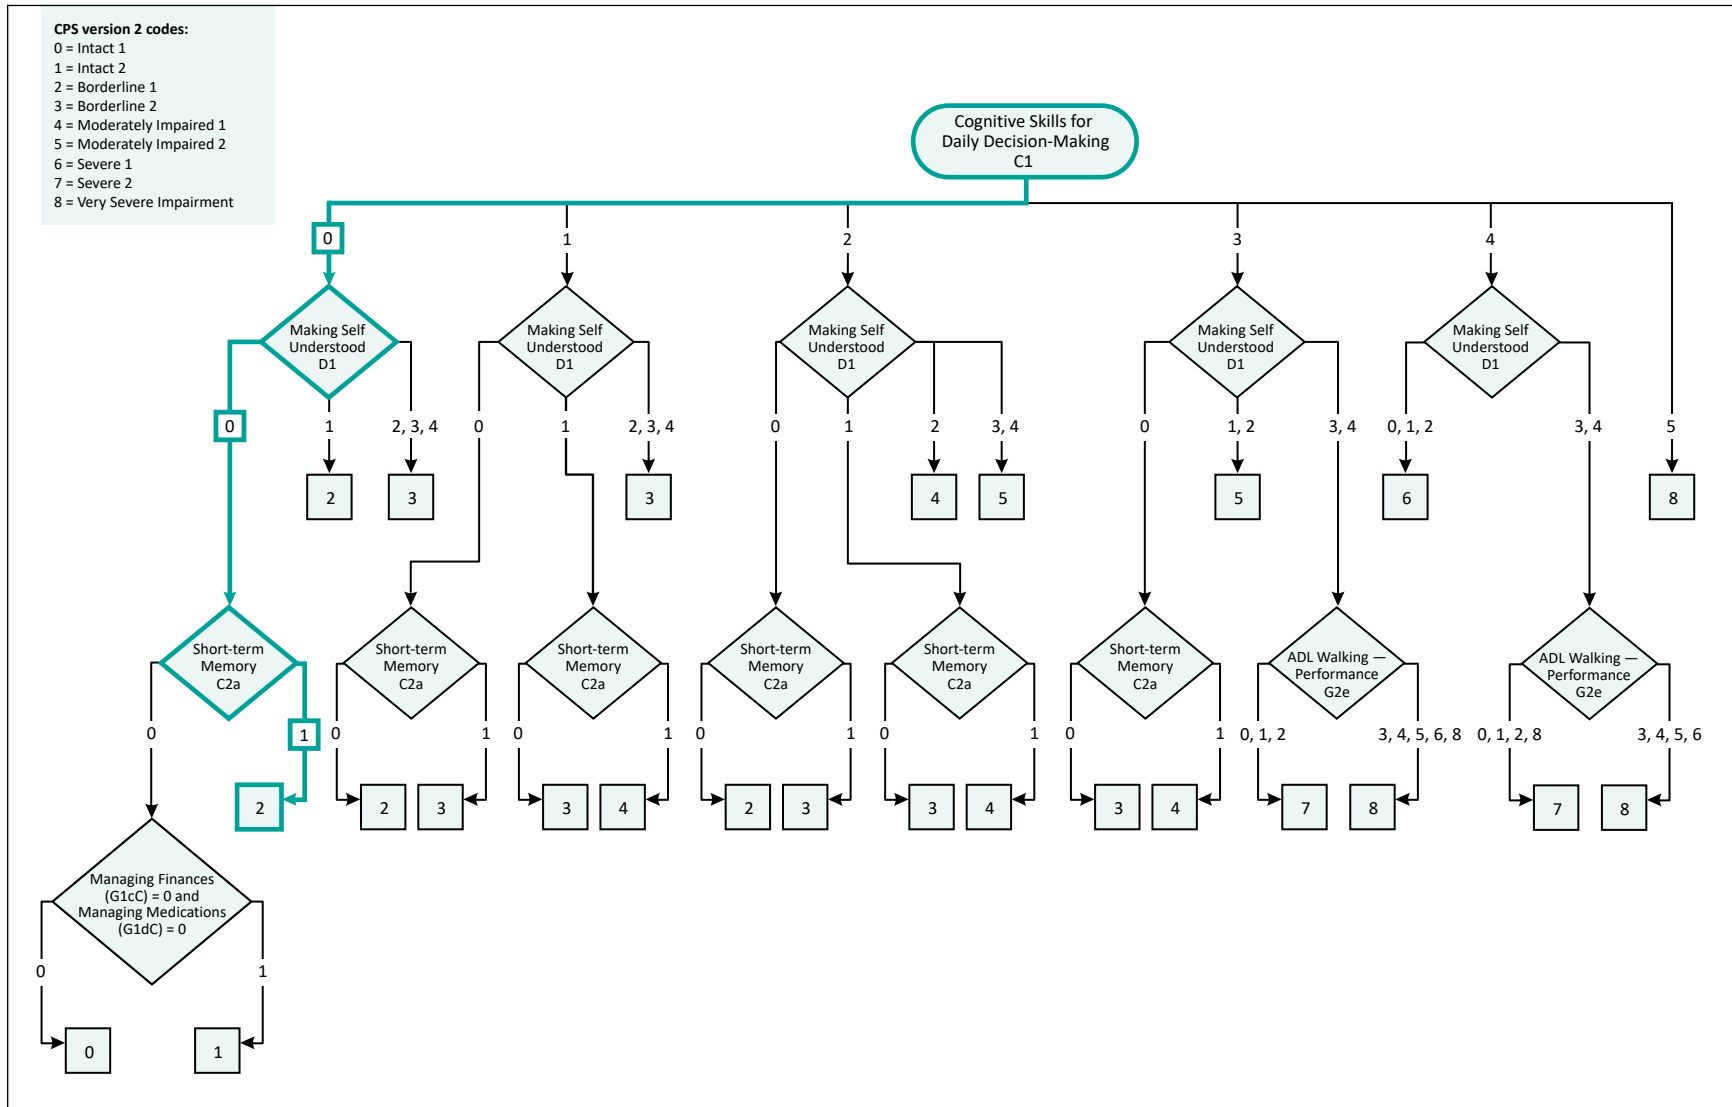 CPS version 2 codes:
0 = Intact 1
1 = Intact 2
2 = Borderline 1
3 = Borderline 2
4 = Moderately Impaired 1
5 = Moderately Impaired 2
6 = Severe 1
7 = Severe 2
8 = Very Severe Impairment
Cognitive Skills for
Daily Decision-Making
C1
0
1
2
3
4
5
Making Self
Understood
D1
0
1
2, 3, 4
2
3
Making Self
Understood
D1
0
1
2, 3, 4
3
Making Self
Understood
D1
0
1
2
3, 4
4
5
Making Self
Understood
D1
0
1, 2
3, 4
5
Making Self
Understood
D1
0, 1, 2
3, 4
6
8
Short-term
Memory
C2a
0
1
2
Short-term
Memory
C2a
0
1
2
3
Short-term
Memory
C2a
0
1
3
4
Short-term
Memory
C2a
0
1
2
3
Short-term
Memory
C2a
0
1
3
4
Short-term
Memory
C2a
0
1
3
4
ADL Walking —
Performance
G2e
0, 1, 2
3, 4, 5, 6, 8
7
8
ADL Walking —
Performance
G2e
0, 1, 2, 8
3, 4, 5, 6
7
8
Managing Finances
(G1cC) = 0 and
Managing Medications
(G1dC) = 0
0
1
0
1